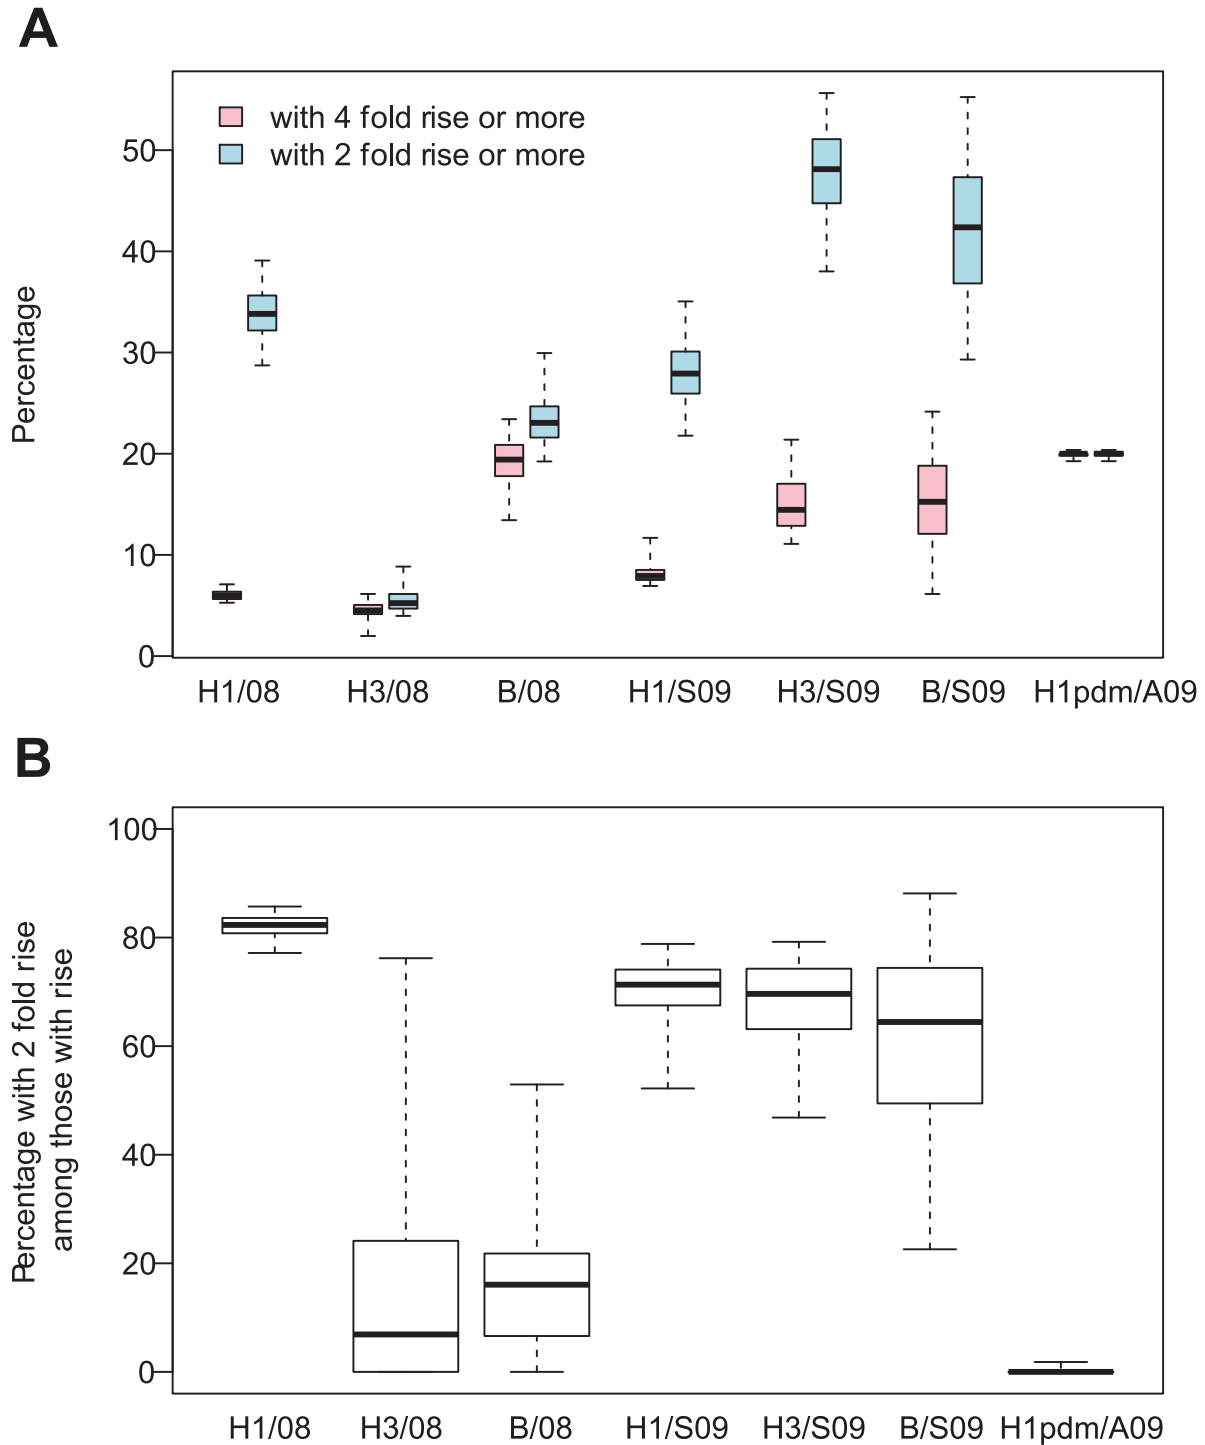 A
with 4 fold rise or more
with 2 fold rise or more
Percentage
50
40
30
20
10
0
H1/08 H3/08 B/08 H1/S09 H3/S09 B/S09 H1pdm/A09
B
Percentage with 2 fold rise
among those with rise
100
80
60
40
20
0
H1/08 H3/08 B/08 H1/S09 H3/S09 B/S09 H1pdm/A09